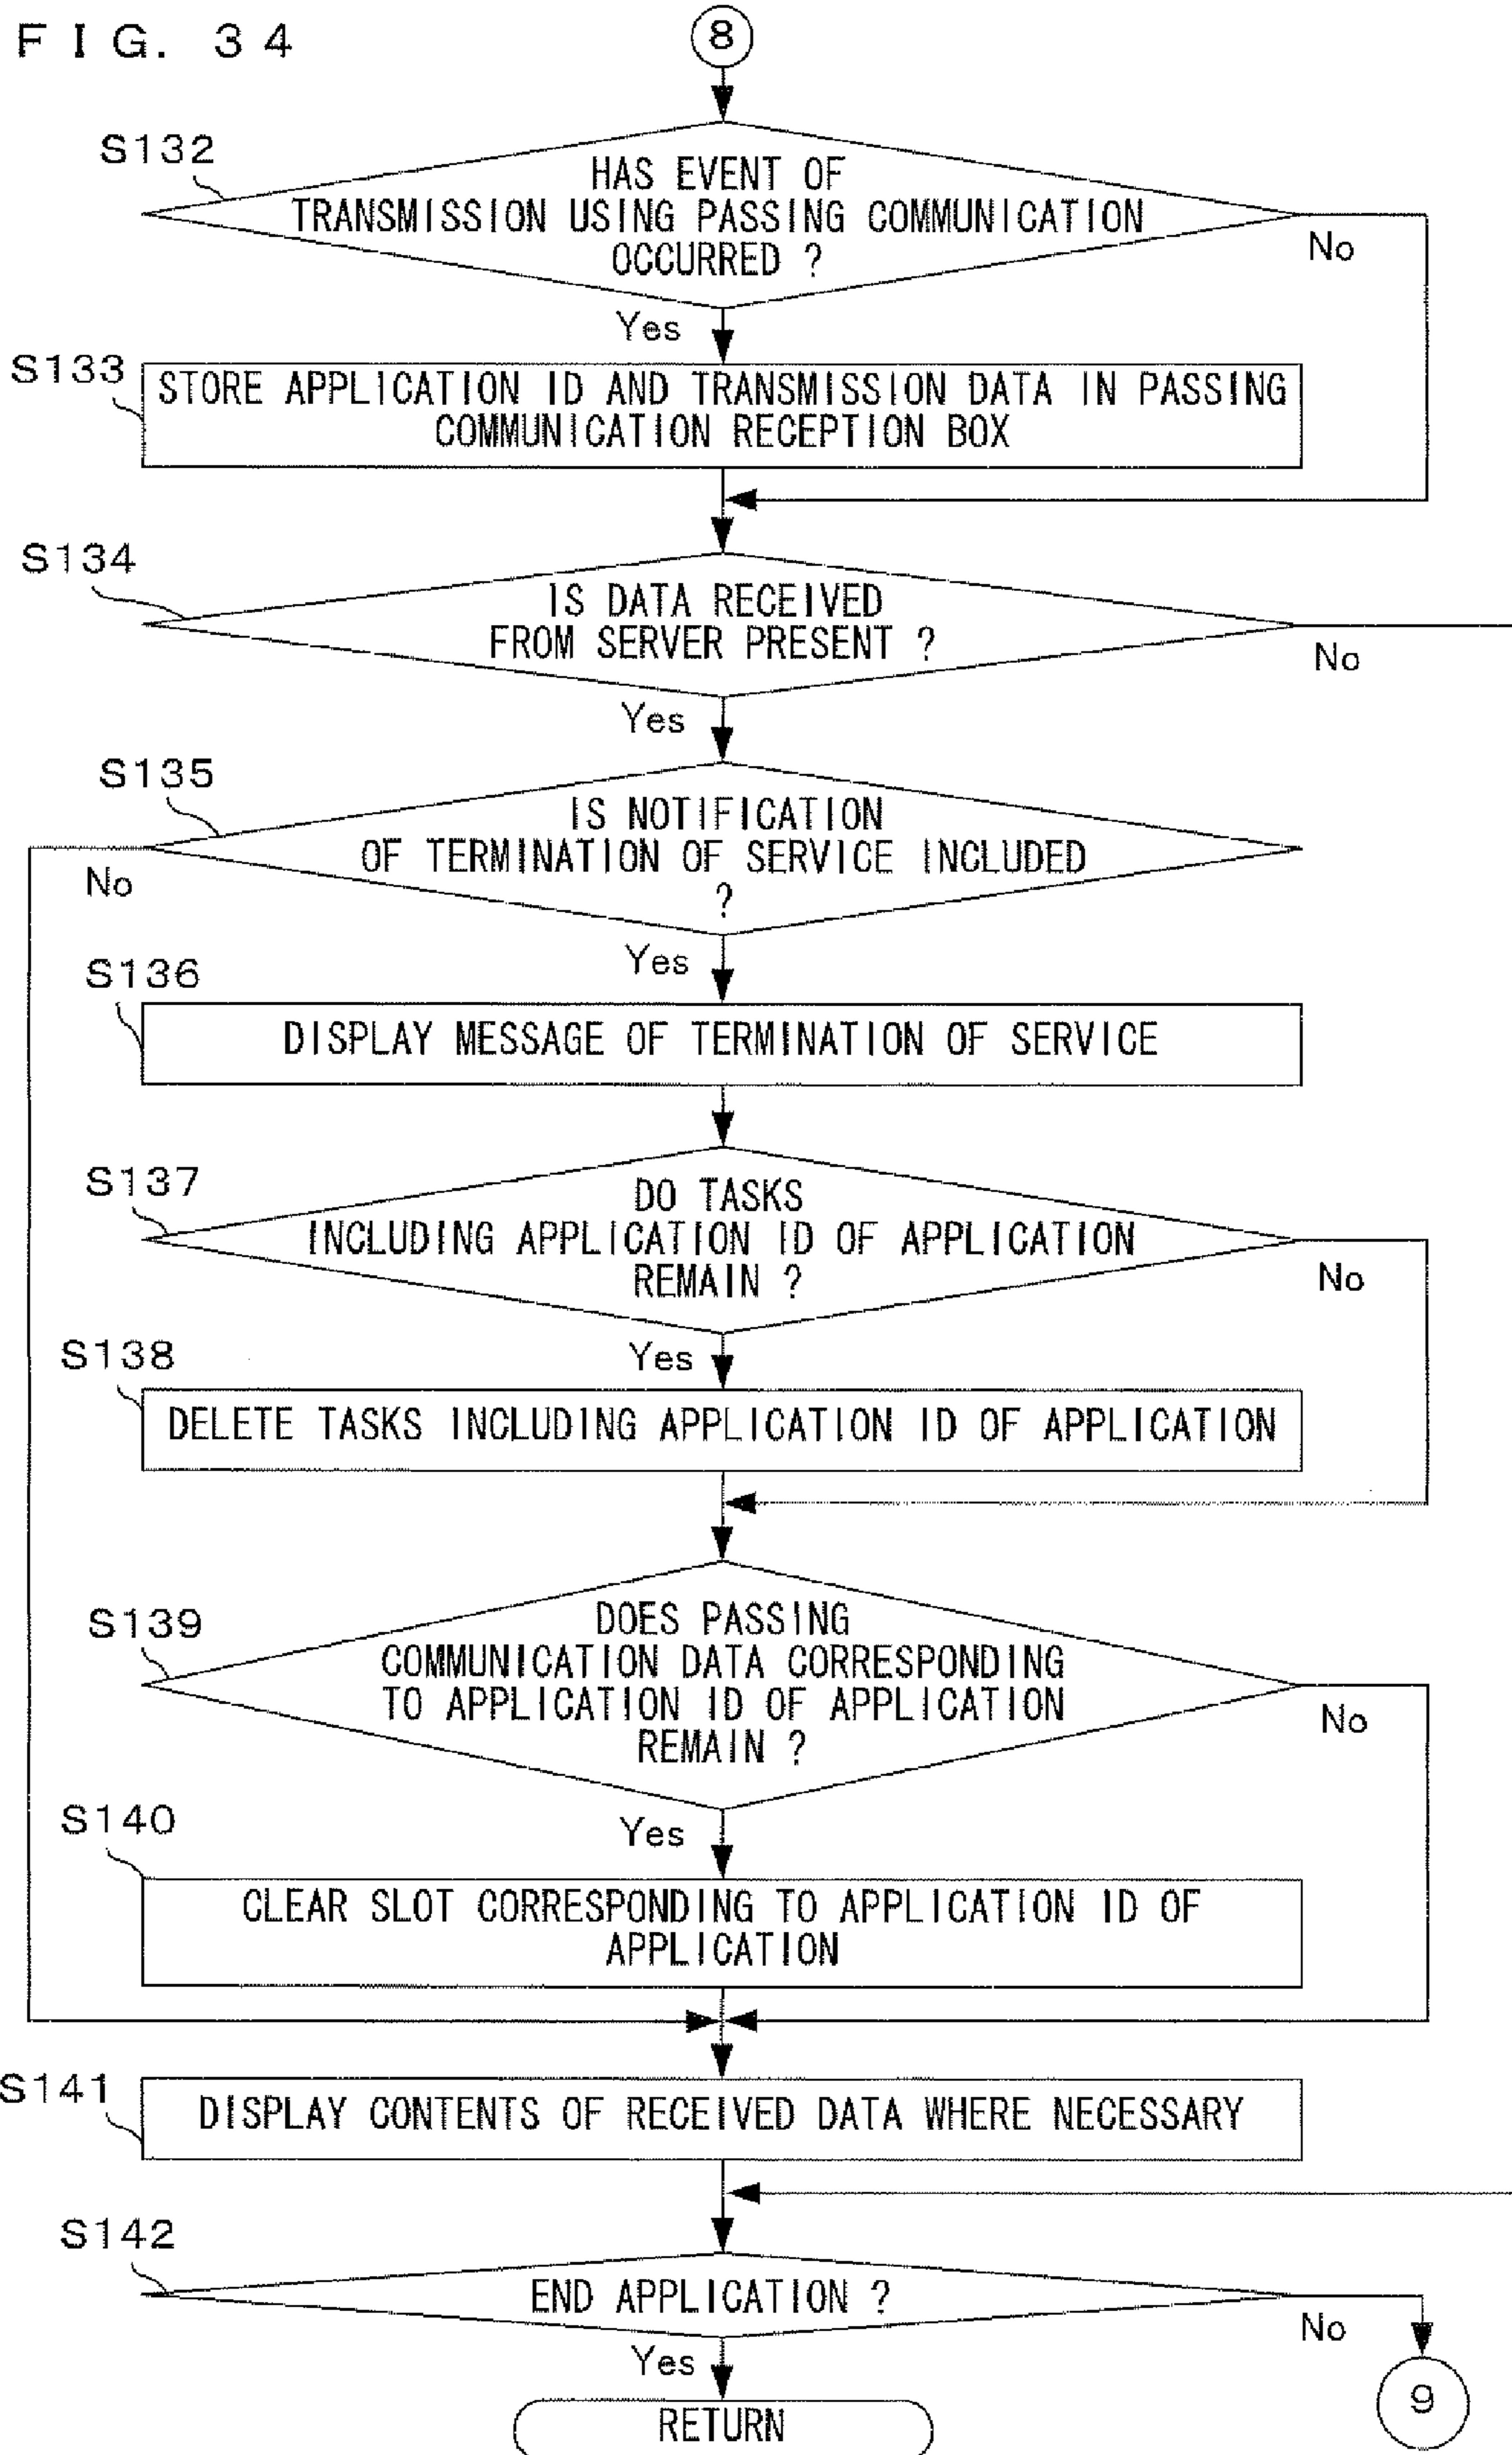 FIG. 34
8
S132
HAS EVENT OF
TRANSMISSION USING PASSING COMMUNICATION
OCCURRED ?
No
Yes
S133
STORE APPLICATION ID AND TRANSMISSION DATA IN PASSING
COMMUNICATION RECEPTION BOX
S134
IS DATA RECEIVED
FROM SERVER PRESENT ?
No
Yes
S135
IS NOTIFICATION
OF TERMINATION OF SERVICE INCLUDED
?
No
Yes
S136
DISPLAY MESSAGE OF TERMINATION OF SERVICE
S137
DO TASKS
INCLUDING APPLICATION ID OF APPLICATION
REMAIN ?
No
Yes
S138
DELETE TASKS INCLUDING APPLICATION ID OF APPLICATION
S139
DOES PASSING
COMMUNICATION DATA CORRESPONDING
TO APPLICATION ID OF APPLICATION
REMAIN ?
No
Yes
S140
CLEAR SLOT CORRESPONDING TO APPLICATION ID OF
APPLICATION
S141
DISPLAY CONTENTS OF RECEIVED DATA WHERE NECESSARY
S142
END APPLICATION ?
No
Yes
9
RETURN